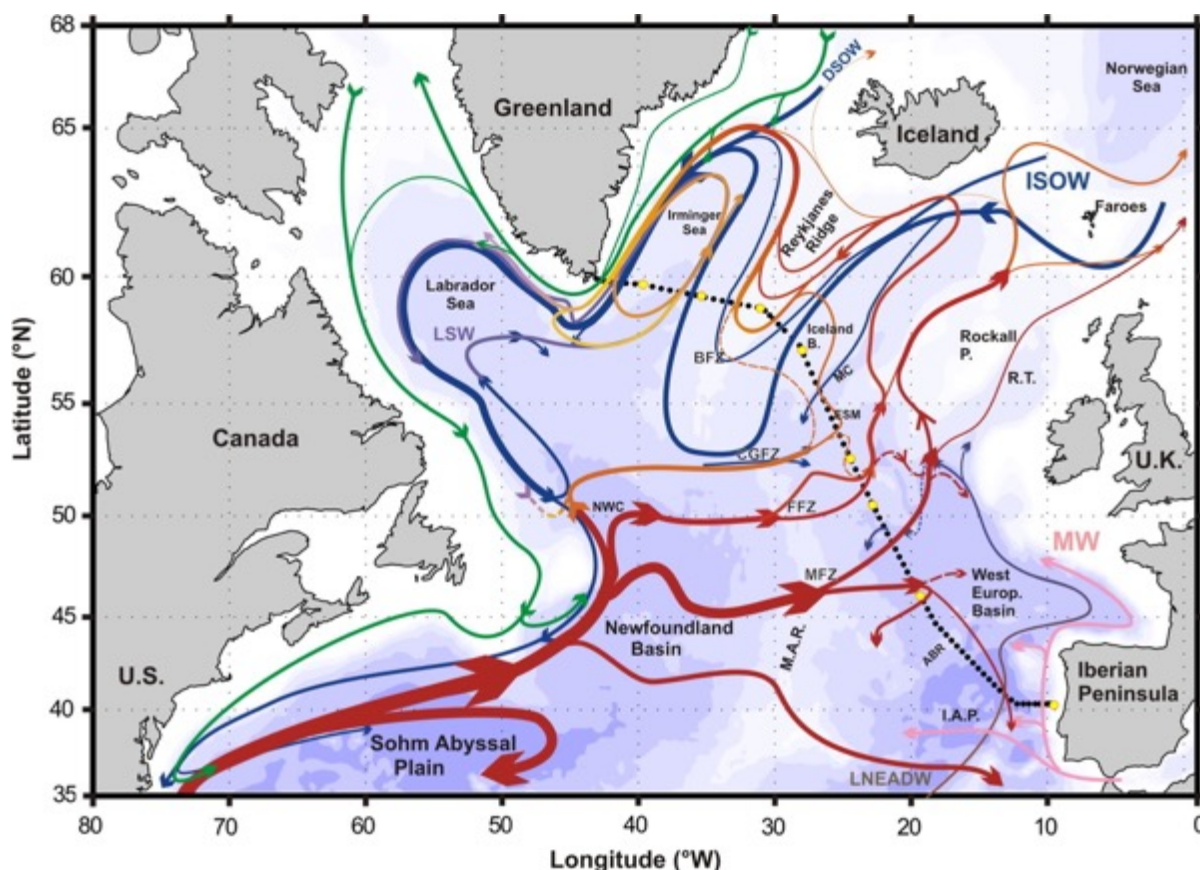 68
65
60
55
50
45
40
35
Latitude (°N)
80
70
60
50
40
30
20
10
0
Longitude (°W)
Greenland
DSOW
Iceland
Norwegian
Sea
ISOW
Faroes
Irminger
Sea
Reykjanes
Ridge
Labrador
Sea
LSW
BFZ
Iceland
B.
MC
Rockall
P.
R.T.
Canada
ESM
CGFZ
U.K.
NWC
FFZ
MW
MFZ
West
Europ.
Basin
Newfoundland
Basin
M.A.R.
ABR
U.S.
Iberian
Peninsula
I.A.P.
Sohm Abyssal
Plain
LNEADW